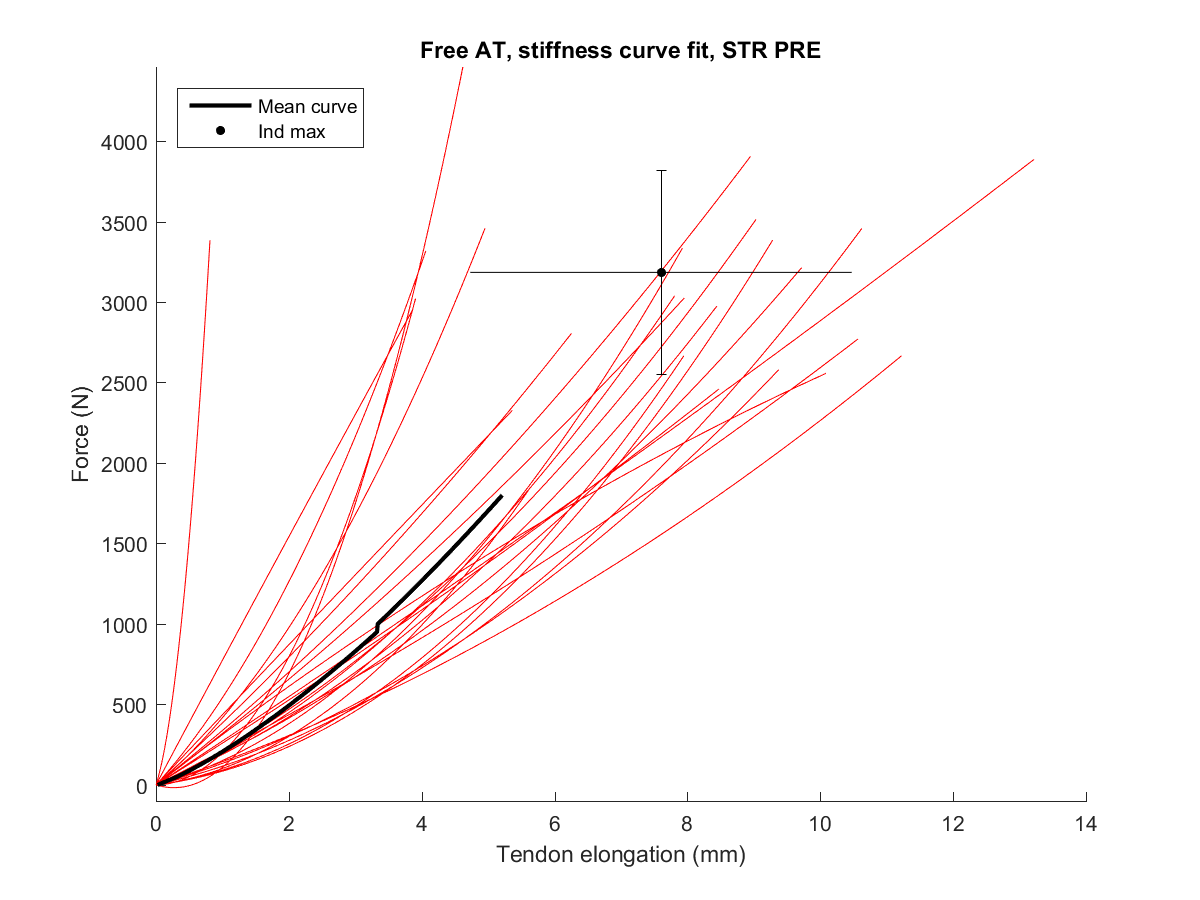 Free AT, stiffness curve fit, STR PRE
Mean curve
Ind max
4000
3500
3000
2500
2000
1500
1000
500
0
Force (N)
0 2 4 6 8 10 12 14
Tendon elongation (mm)